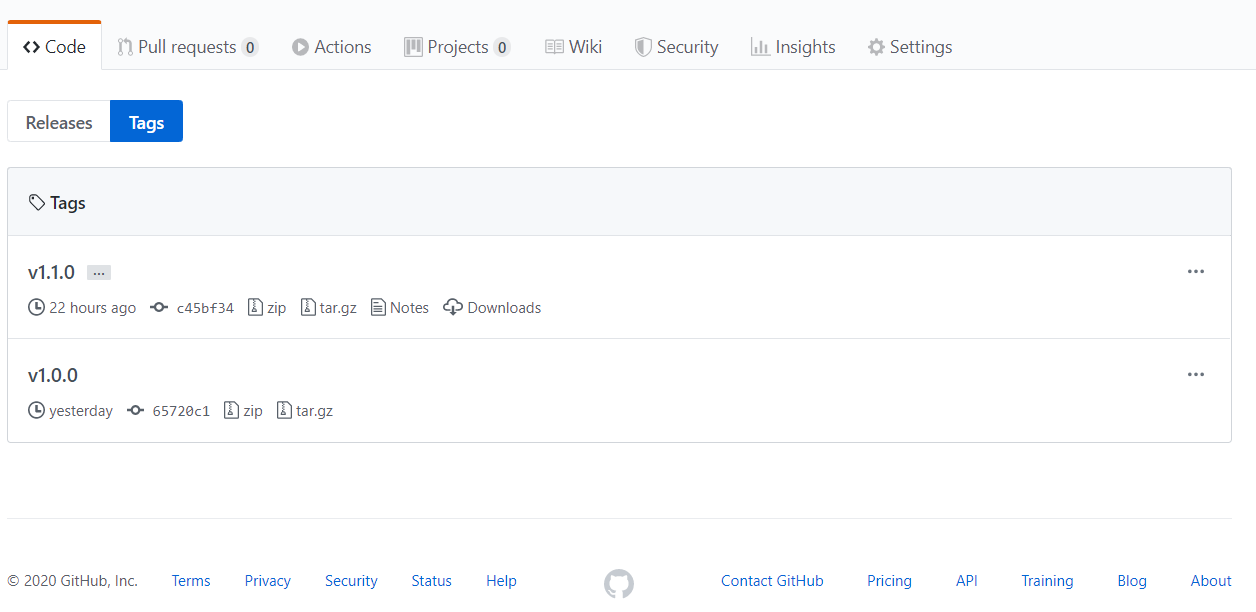 Code Pull requests 0 Actions Projects 0 Wiki Security Insights Settings
Releases Tags
Tags
v1.1.0 ...
22 hours ago c45bf34 zip tar.gz Notes Downloads
v1.0.0
yesterday 65720c1 zip tar.gz
© 2020 GitHub, Inc. Terms Privacy Security Status Help Contact GitHub Pricing API Training Blog About